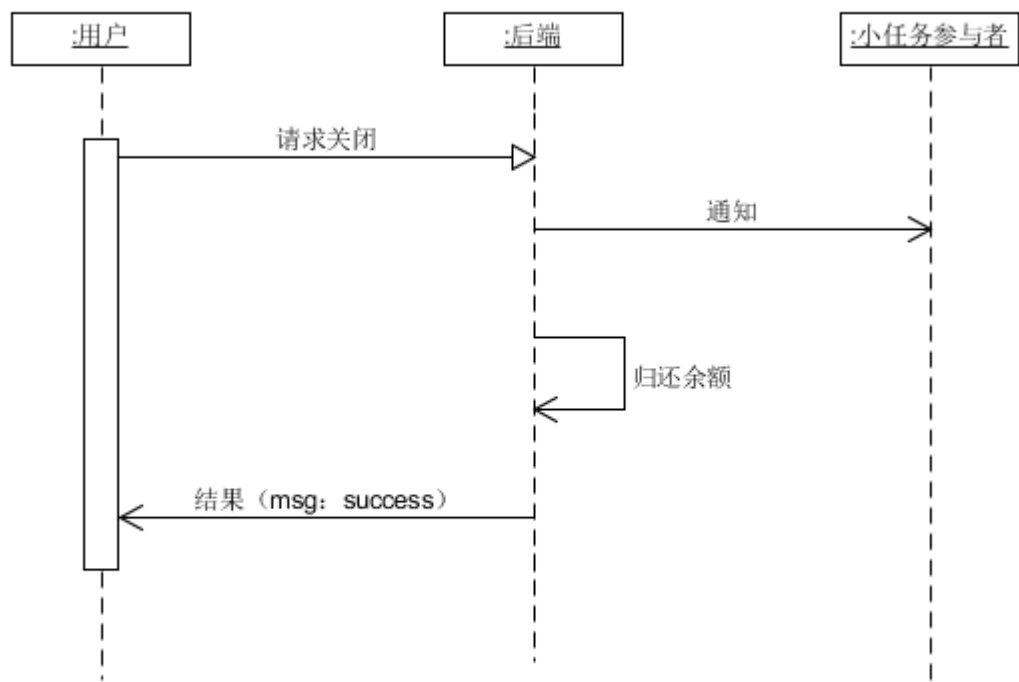 :用户
:后端
:小任务参与者
请求关闭
通知
归还余额
结果（msg：success）